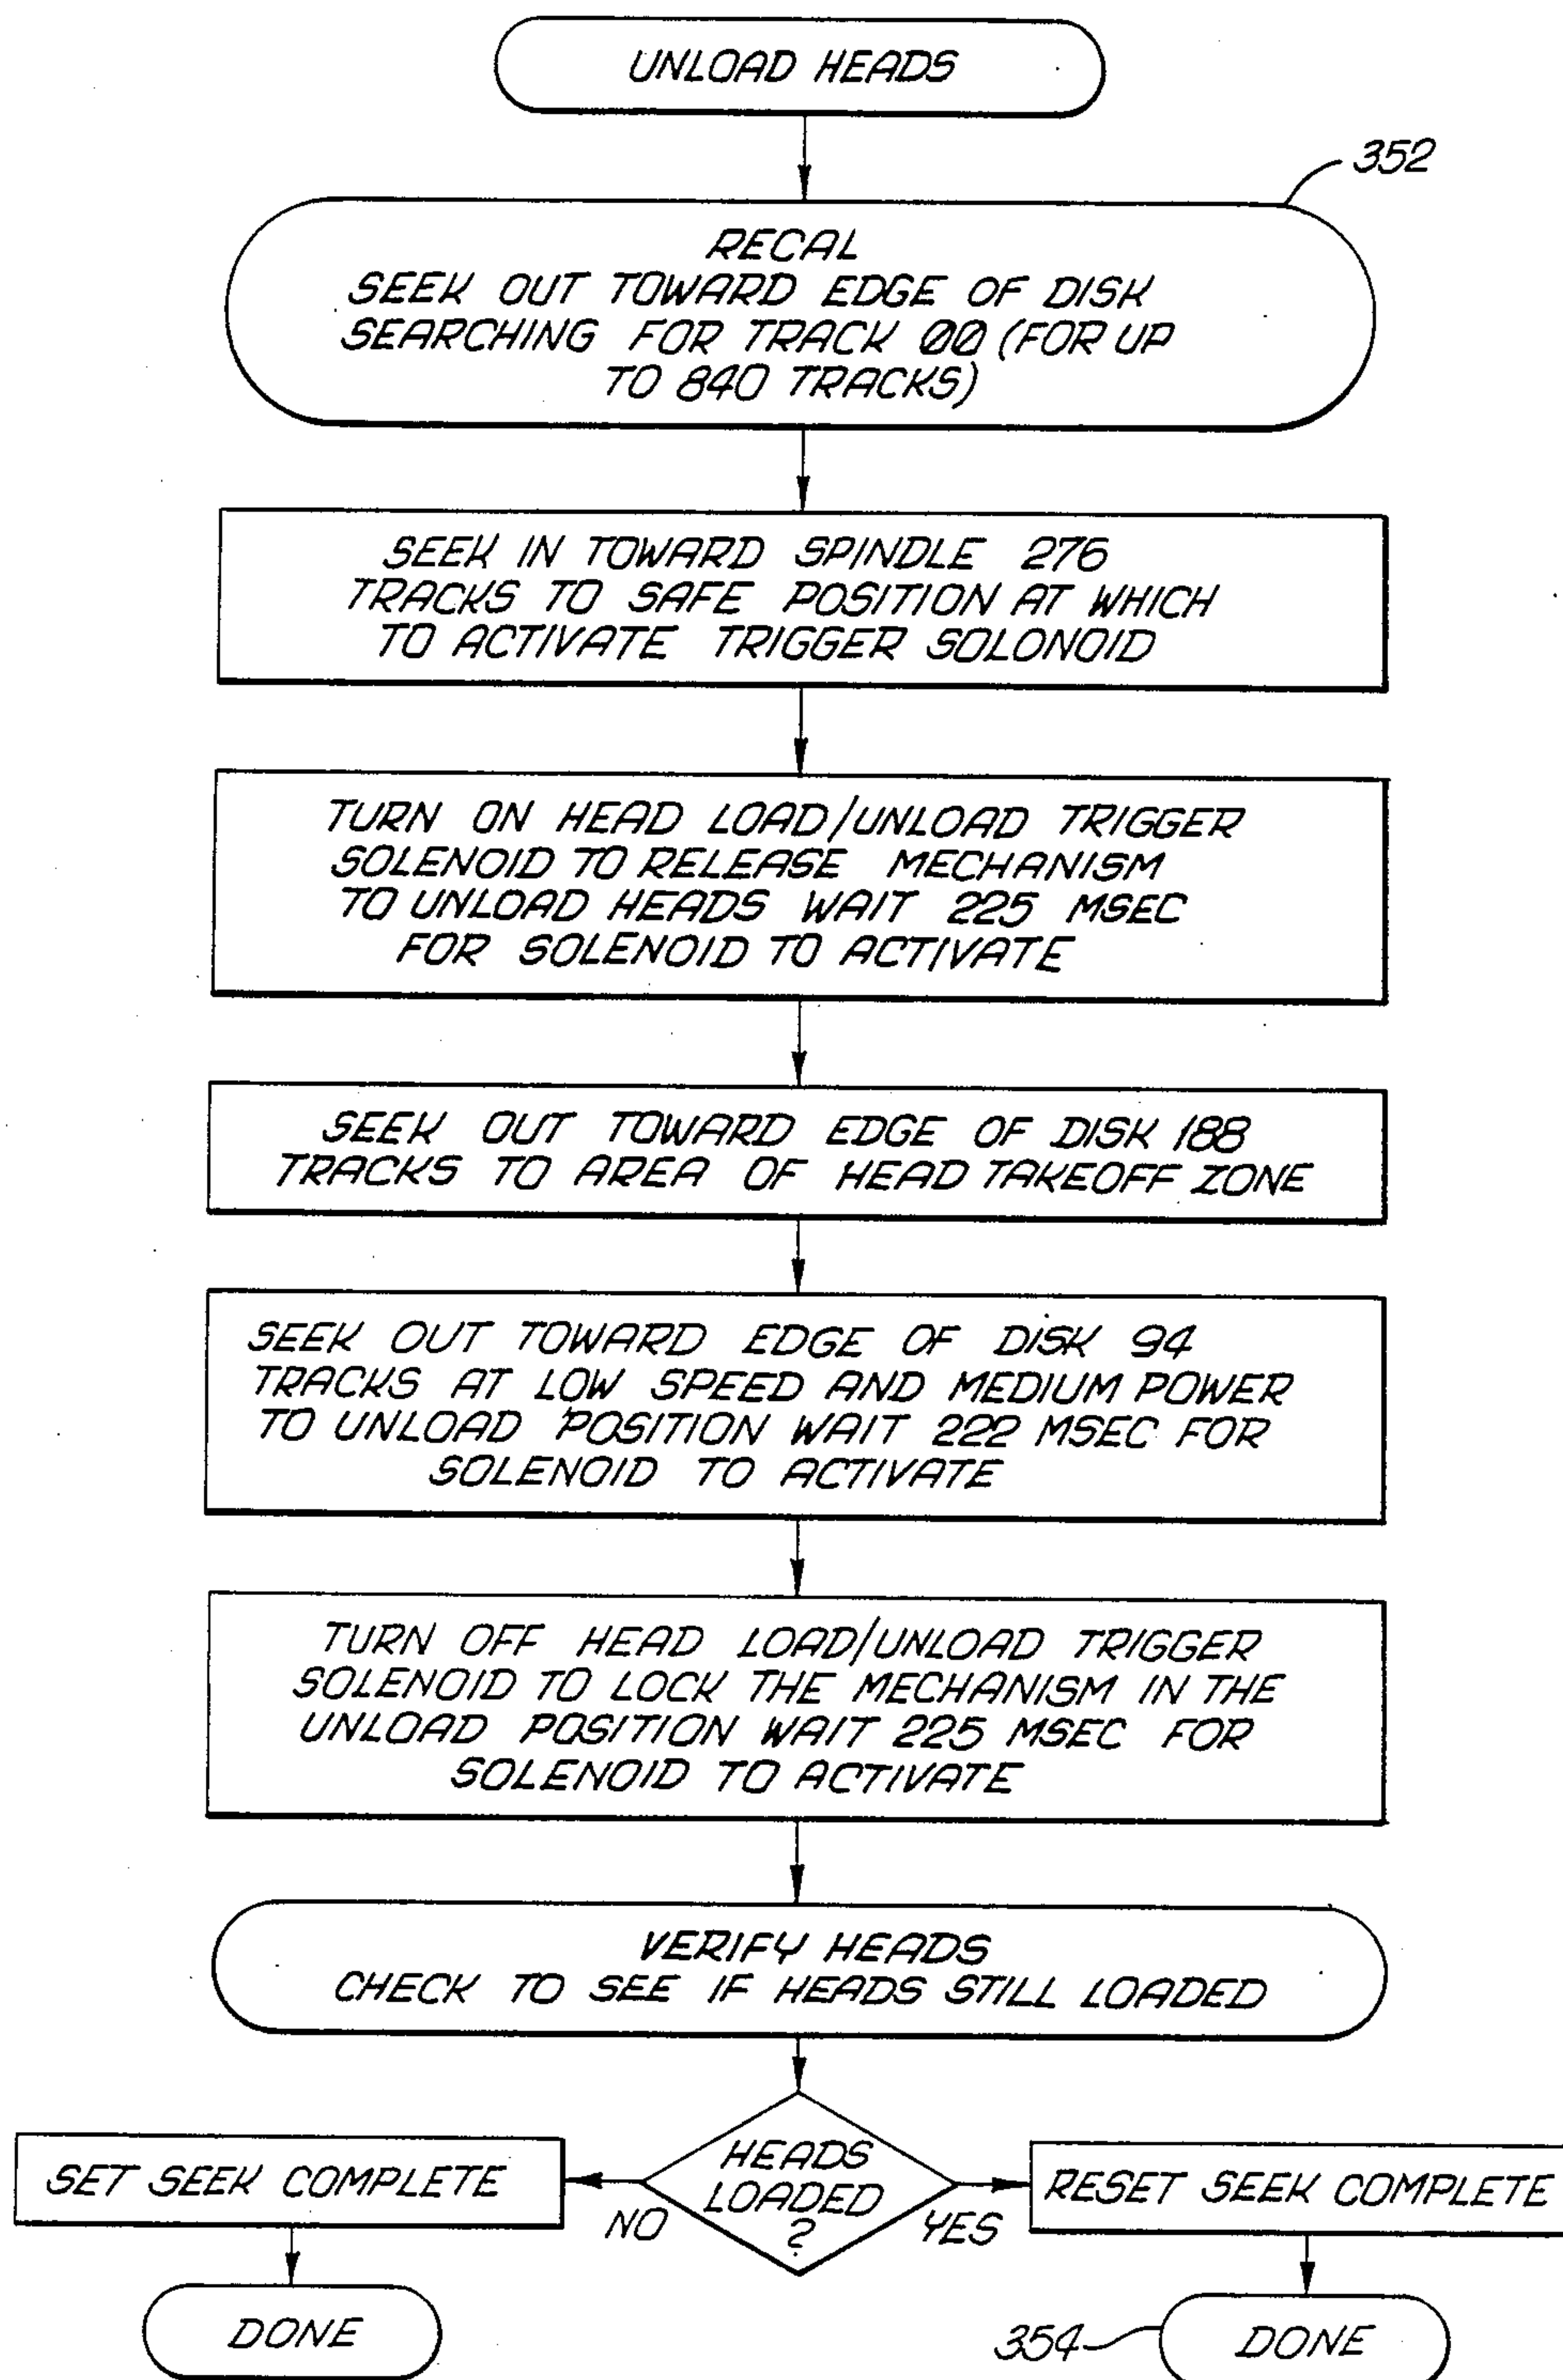 UNLOAD HEADS
352
RECAL
SEEK OUT TOWARD EDGE OF DISK
SEARCHING FOR TRACK 00 (FOR UP
TO 840 TRACKS)
SEEK IN TOWARD SPINDLE 276
TRACKS TO SAFE POSITION AT WHICH
TO ACTIVATE TRIGGER SOLONOID
TURN ON HEAD LOAD/UNLOAD TRIGGER
SOLENOID TO RELEASE MECHANISM
TO UNLOAD HEADS WAIT 225 MSEC
FOR SOLENOID TO ACTIVATE
SEEK OUT TOWARD EDGE OF DISK 188
TRACKS TO AREA OF HEAD TAKEOFF ZONE
SEEK OUT TOWARD EDGE OF DISK 94
TRACKS AT LOW SPEED AND MEDIUM POWER
TO UNLOAD POSITION WAIT 222 MSEC FOR
SOLENOID TO ACTIVATE
TURN OFF HEAD LOAD/UNLOAD TRIGGER
SOLENOID TO LOCK THE MECHANISM IN THE
UNLOAD POSITION WAIT 225 MSEC FOR
SOLENOID TO ACTIVATE
VERIFY HEADS
CHECK TO SEE IF HEADS STILL LOADED
HEADS
LOADED
?
NO
YES
SET SEEK COMPLETE
RESET SEEK COMPLETE
DONE
354
DONE